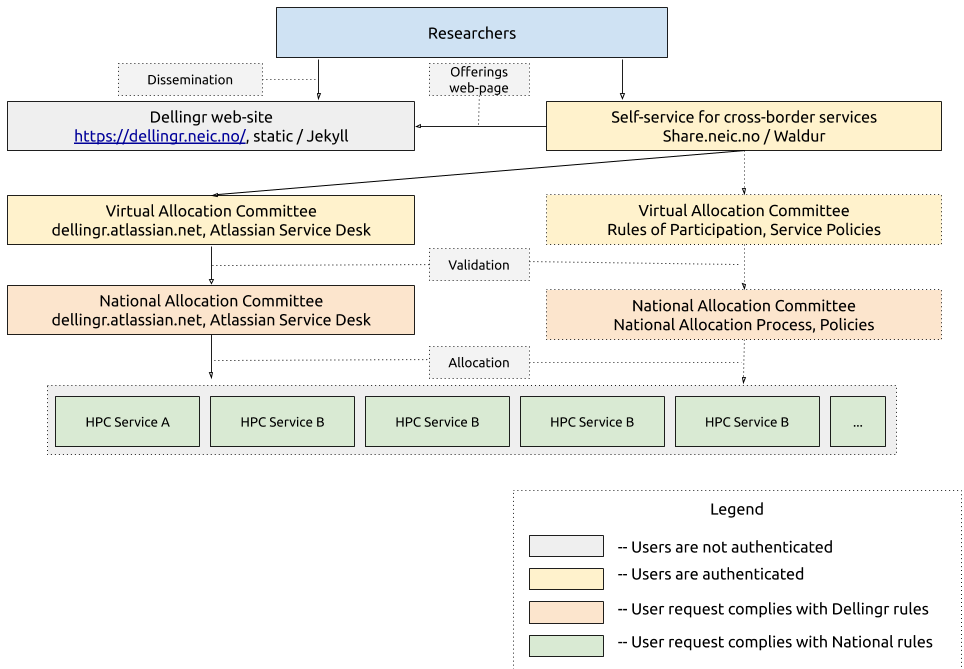 Researchers
Dissemination
Offerings
web-page
Dellingr web-site
https://dellingr.neic.no/, static / Jekyll
Self-service for cross-border services
Share.neic.no / Waldur
Virtual Allocation Committee
dellingr.atlassian.net, Atlassian Service Desk
Virtual Allocation Committee
Rules of Participation, Service Policies
Validation
National Allocation Committee
dellingr.atlassian.net, Atlassian Service Desk
National Allocation Committee
National Allocation Process, Policies
Allocation
HPC Service A
HPC Service B
HPC Service B
HPC Service B
HPC Service B
...
Legend
-- Users are not authenticated
-- Users are authenticated
-- User request complies with Dellingr rules
-- User request complies with National rules